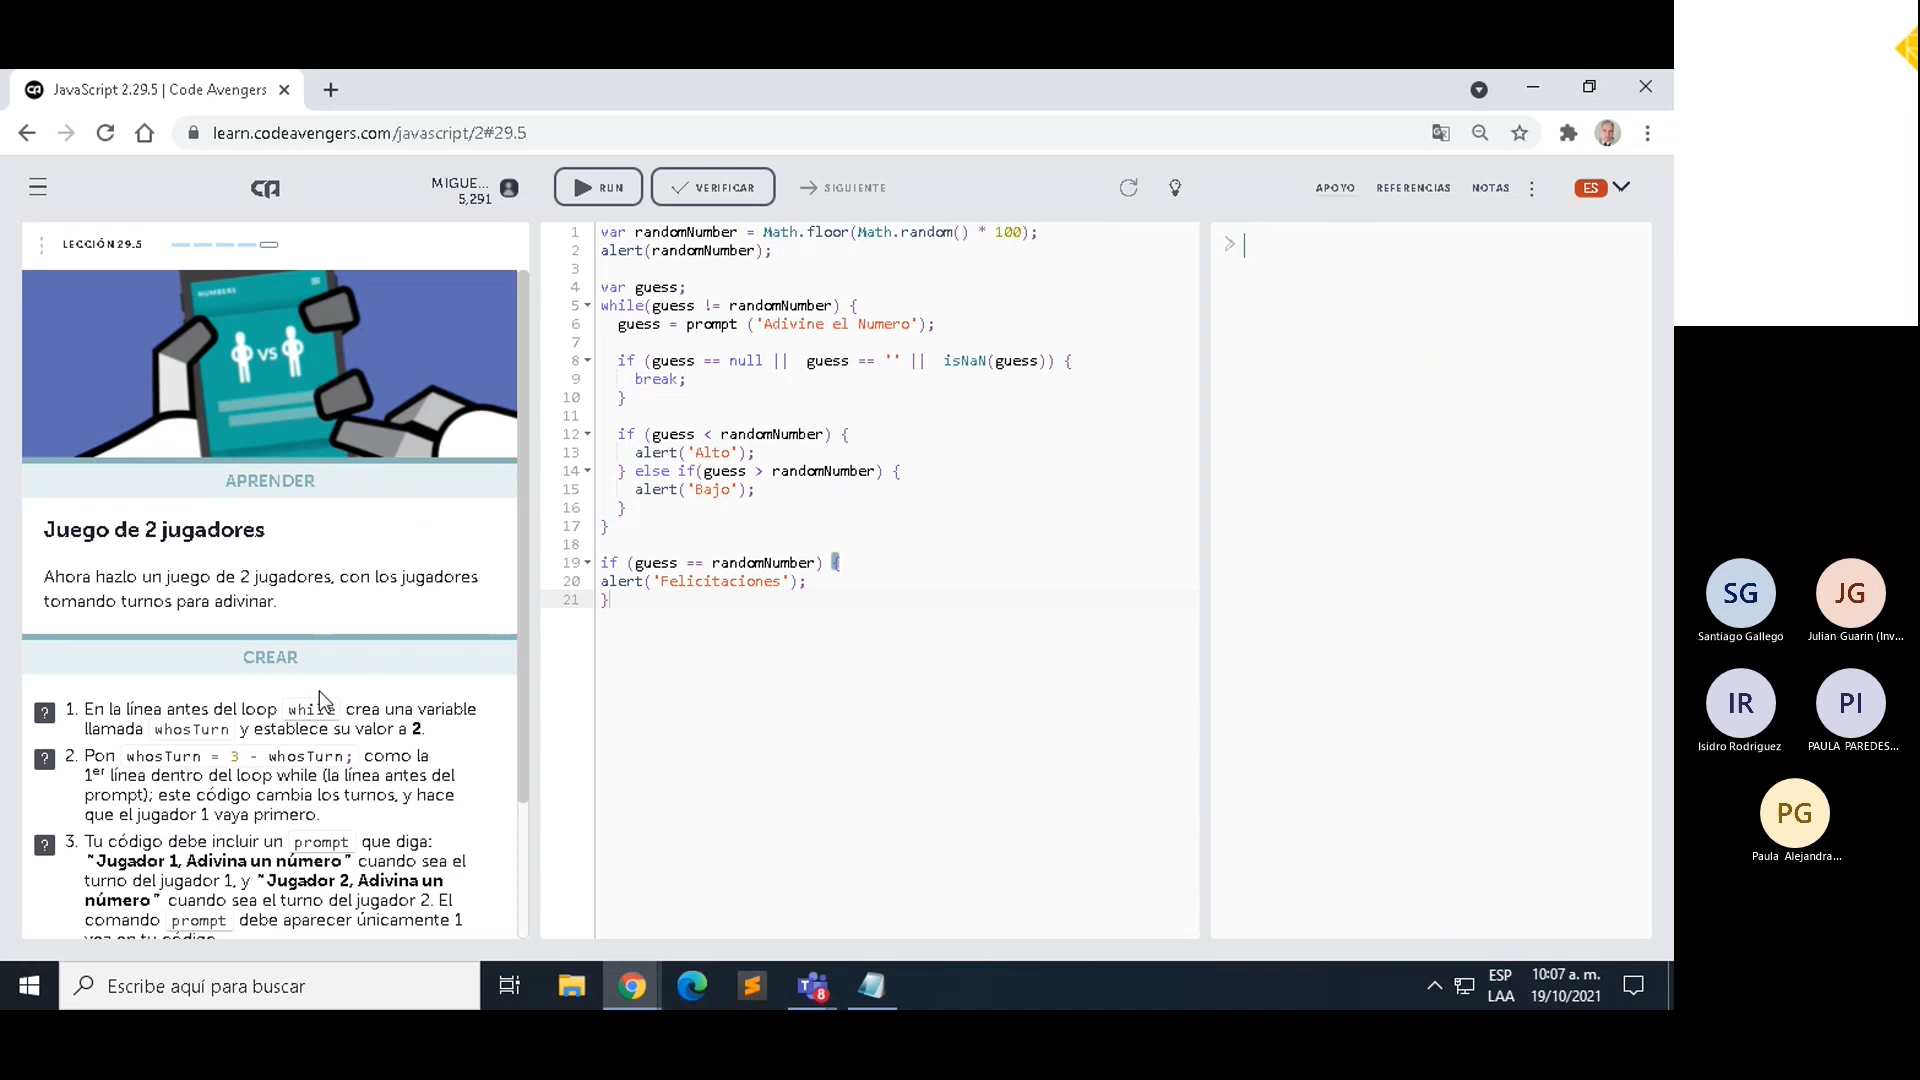 JavaScript 2.29.5 | Code Avengers
learn.codeavengers.com/javascript/2#29.5
MIGUE...
5,291
RUN
VERIFICAR
SIGUIENTE
APOYO
REFERENCIAS
NOTAS
ES
LECCIÓN 29.5
NUMBERS
VS
APRENDER
Juego de 2 jugadores
Ahora hazlo un juego de 2 jugadores, con los jugadores
tomando turnos para adivinar.
CREAR
? 1. En la línea antes del loop while crea una variable
llamada whosTurn y establece su valor a 2.
? 2. Pon whosTurn = 3 - whosTurn; como la
1er línea dentro del loop while (la línea antes del
prompt); este código cambia los turnos, y hace
que el jugador 1 vaya primero.
? 3. Tu código debe incluir un prompt que diga:
"Jugador 1, Adivina un número" cuando sea el
turno del jugador 1, y "Jugador 2, Adivina un
número" cuando sea el turno del jugador 2. El
comando prompt debe aparecer únicamente 1
vez en tu código
1 var randomNumber = Math.floor(Math.random() * 100);
2 alert(randomNumber);
3
4 var guess;
5 while(guess != randomNumber) {
6 guess = prompt ('Adivine el Numero');
7
8 if (guess == null || guess == '' || isNaN(guess)) {
9 break;
10 }
11
12 if (guess < randomNumber) {
13 alert('Alto');
14 } else if(guess > randomNumber) {
15 alert('Bajo');
16 }
17 }
18
19 if (guess == randomNumber) {
20 alert('Felicitaciones');
21 }
>
SG
Santiago Gallego
JG
Julian Guarin (Inv...
IR
Isidro Rodriguez
PI
PAULA PAREDES...
PG
Paula Alejandra...
Escribe aquí para buscar
8
ESP
LAA
10:07 a. m.
19/10/2021